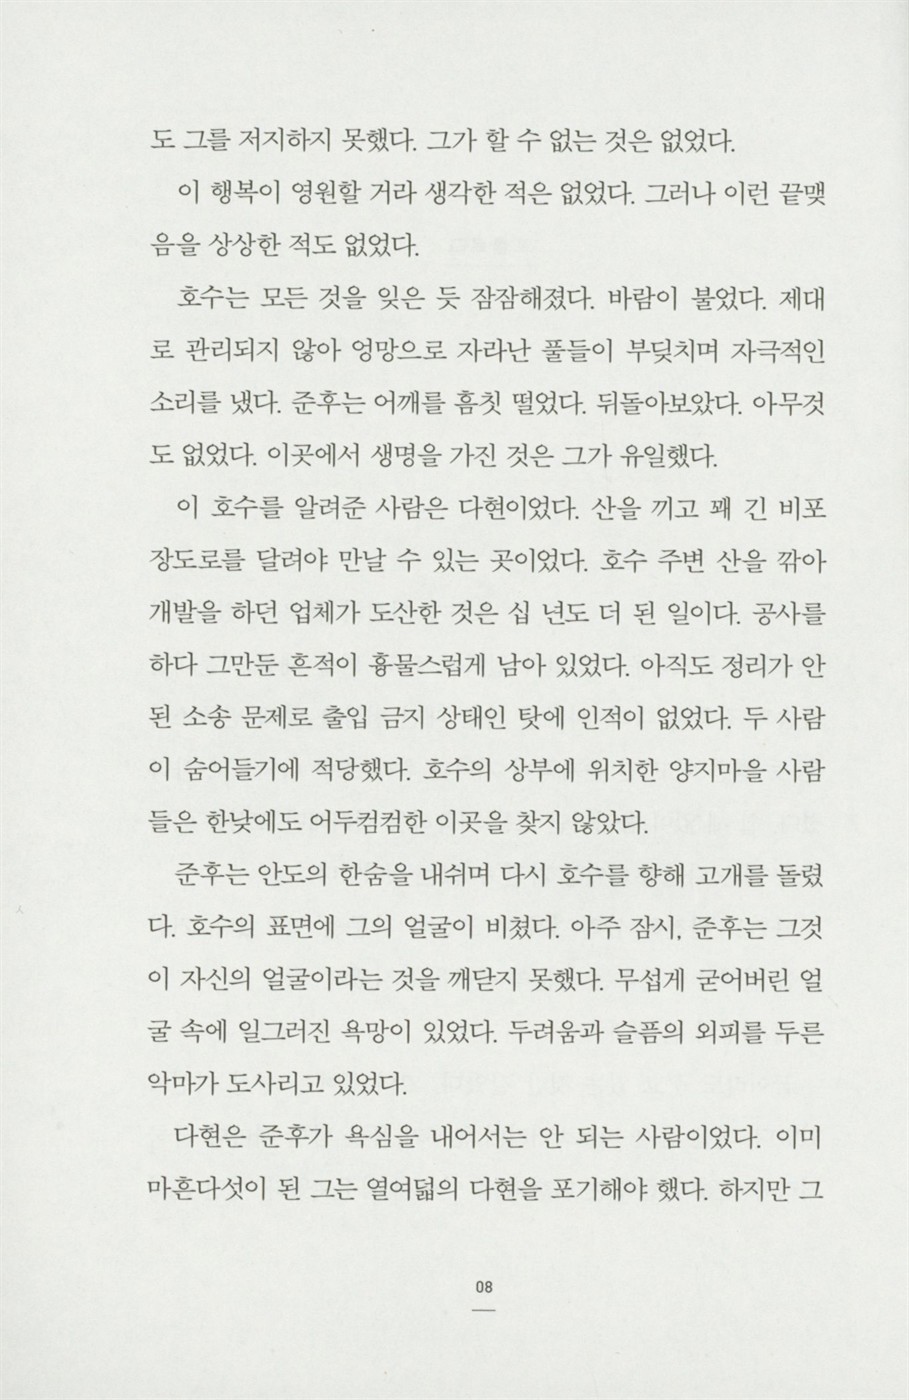 도 그를 저지하지 못했다. 그가 할 수 없는 것은 없었다.
이 행복이 영원할 거라 생각한 적은 없었다. 그러나 이런 끝맺
음을 상상한 적도 없었다.
호수는 모든 것을 잊은 듯 잠잠해졌다. 바람이 불었다. 제대
로 관리되지 않아 엉망으로 자라난 풀들이 부딪치며 자극적인
소리를 냈다. 준후는 어깨를 흠칫 떨었다. 뒤돌아보았다. 아무것
도 없었다. 이곳에서 생명을 가진 것은 그가 유일했다.
이 호수를 알려준 사람은 다현이었다. 산을 끼고 꽤 긴 비포
장도로를 달려야 만날 수 있는 곳이었다. 호수 주변 산을 깎아
개발을 하던 업체가 도산한 것은 십 년도 더 된 일이다. 공사를
하다 그만둔 흔적이 흉물스럽게 남아 있었다. 아직도 정리가 안
된 소송 문제로 출입 금지 상태인 탓에 인적이 없었다. 두 사람
이 숨어들기에 적당했다. 호수의 상부에 위치한 양지마을 사람
들은 한낮에도 어두컴컴한 이곳을 찾지 않았다.
준후는 안도의 한숨을 내쉬며 다시 호수를 향해 고개를 돌렸
다. 호수의 표면에 그의 얼굴이 비쳤다. 아주 잠시, 준후는 그것
이 자신의 얼굴이라는 것을 깨닫지 못했다. 무섭게 굳어버린 얼
굴 속에 일그러진 욕망이 있었다. 두려움과 슬픔의 외피를 두른
악마가 도사리고 있었다.
다현은 준후가 욕심을 내어서는 안 되는 사람이었다. 이미
마흔다섯이 된 그는 열여덟의 다현을 포기해야 했다. 하지만 그
08